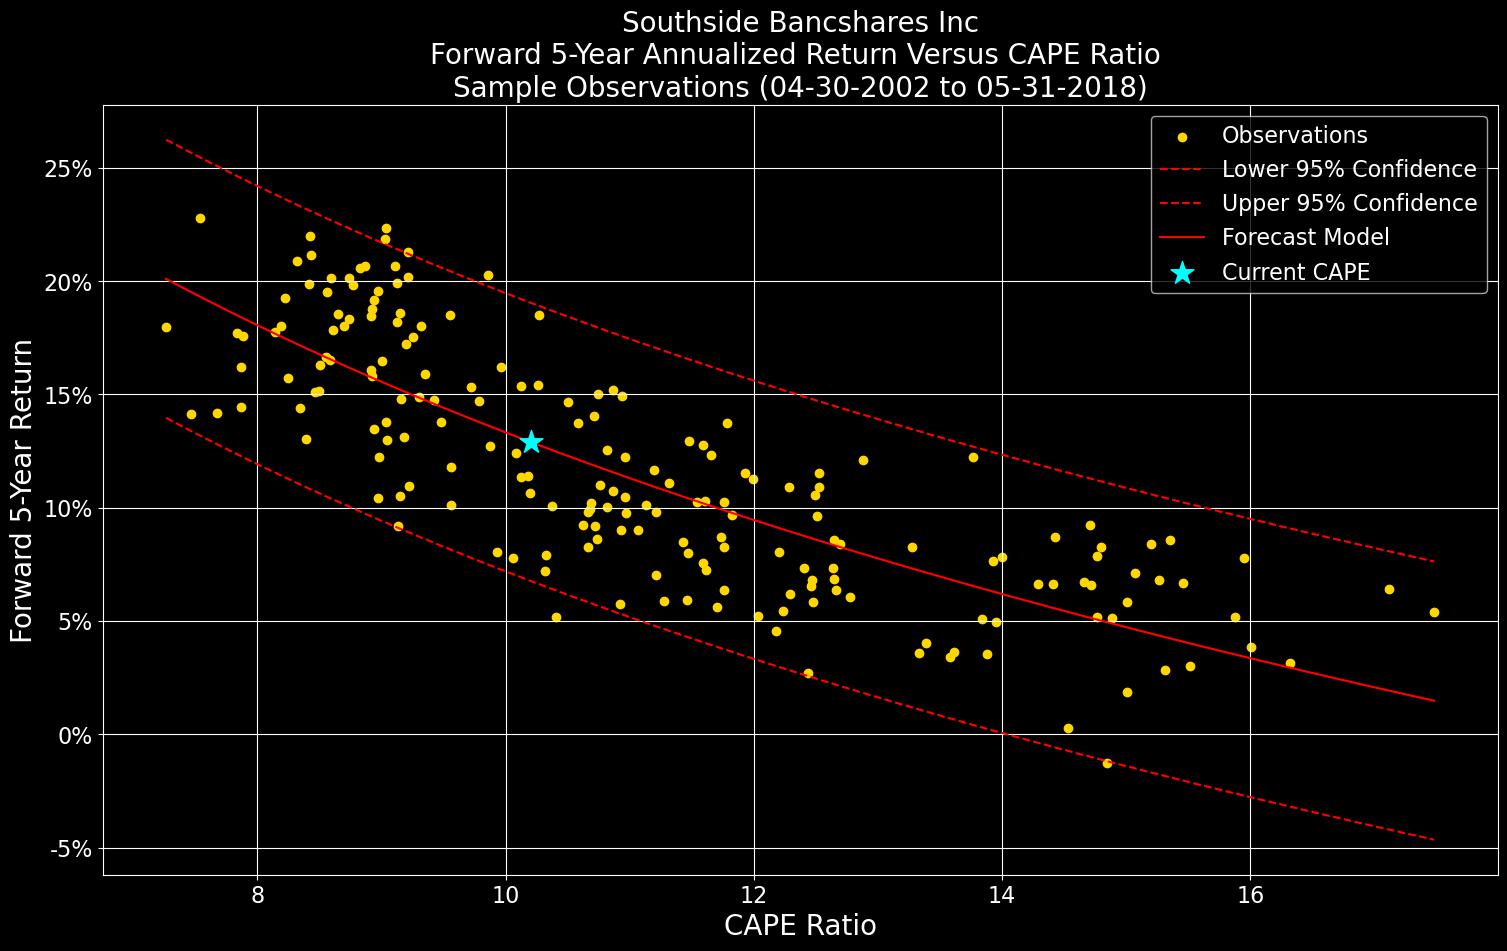 Southside Bancshares Inc
Forward 5-Year Annualized Return Versus CAPE Ratio
Sample Observations (04-30-2002 to 05-31-2018)
Observations
Lower 95% Confidence
Upper 95% Confidence
Forecast Model
Current CAPE
Forward 5-Year Return
25%
20%
15%
10%
5%
0%
-5%
8 10 12 14 16
CAPE Ratio